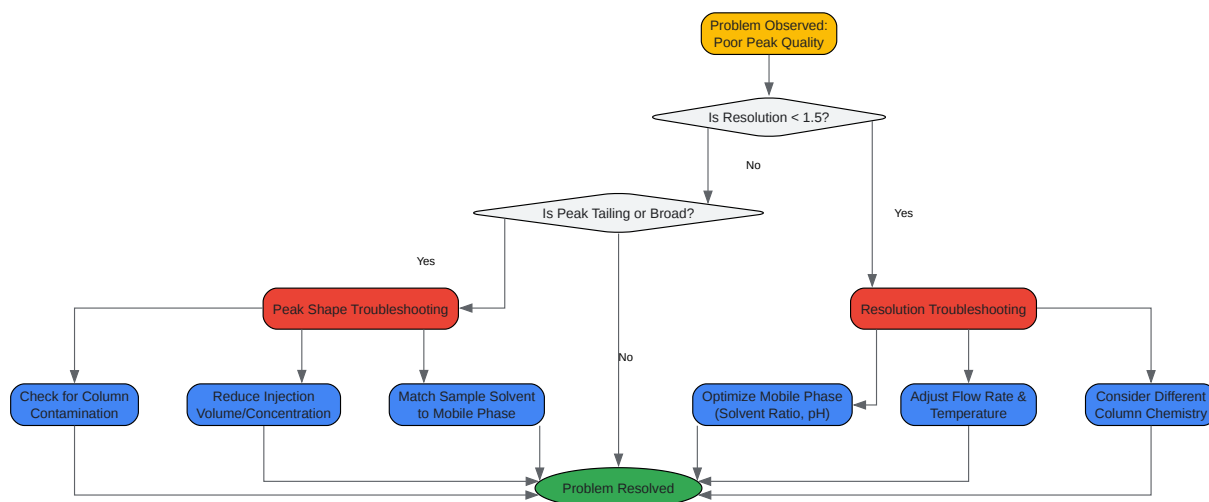 Problem Observed:
Poor Peak Quality
Is Resolution < 1.5?
No
Is Peak Tailing or Broad?
Yes
Yes
Peak Shape Troubleshooting
Resolution Troubleshooting
No
Check for Column
Contamination
Reduce Injection
Volume/Concentration
Match Sample Solvent
to Mobile Phase
Optimize Mobile Phase
(Solvent Ratio, pH)
Adjust Flow Rate &
Temperature
Consider Different
Column Chemistry
Problem Resolved